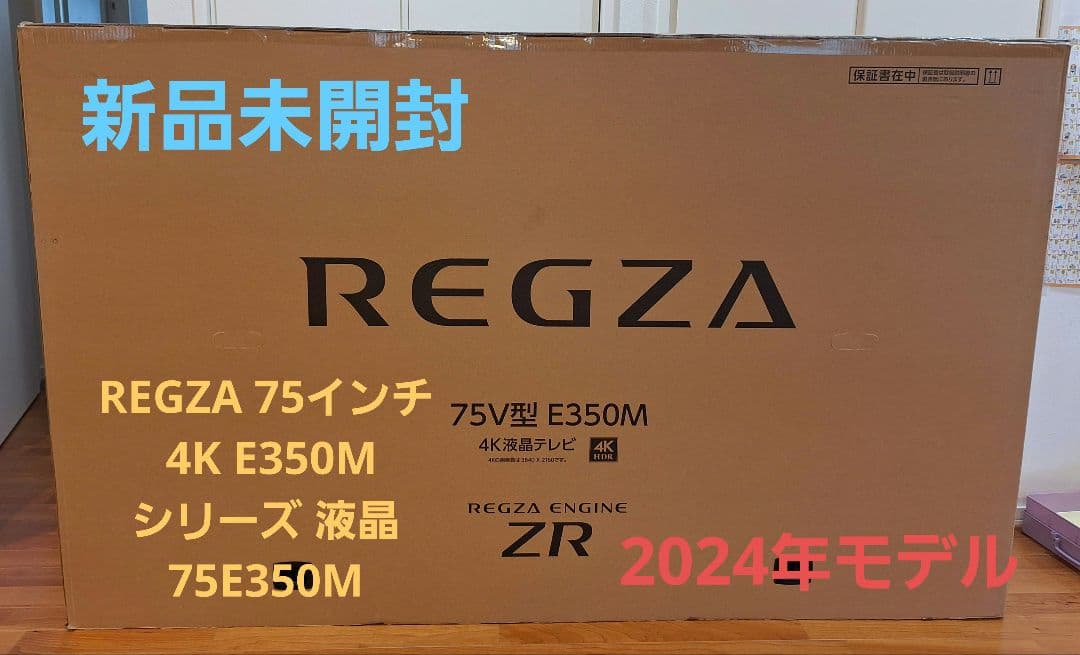 新品未開封
保証書在中
REGZA
REGZA 75インチ
4K E350M
シリーズ 液晶
75E350M
75V型 E350M
4K液晶テレビ 4K
HDR
REGZA ENGINE
ZR
2024年モデル